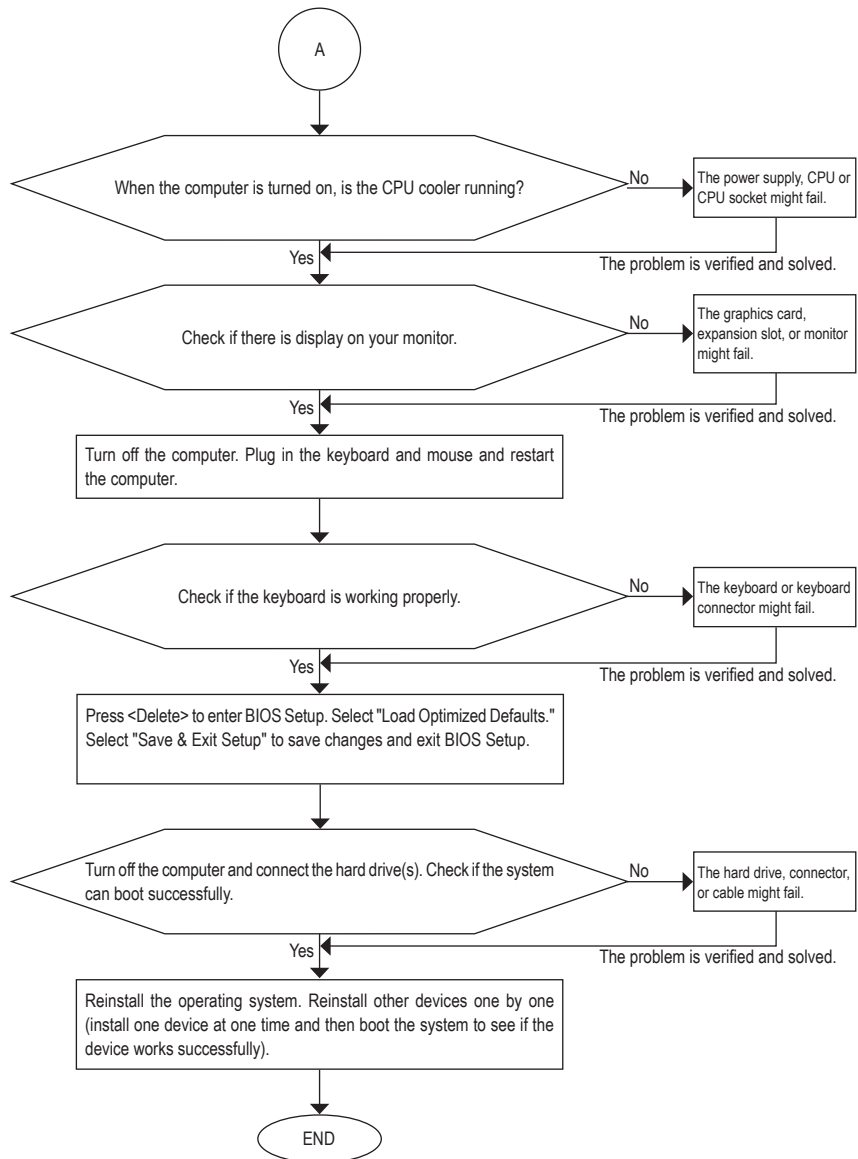 A
When the computer is turned on, is the CPU cooler running?
No
The power supply, CPU or
CPU socket might fail.
Yes
The problem is verified and solved.
Check if there is display on your monitor.
No
The graphics card,
expansion slot, or monitor
might fail.
Yes
The problem is verified and solved.
Turn off the computer. Plug in the keyboard and mouse and restart
the computer.
Check if the keyboard is working properly.
No
The keyboard or keyboard
connector might fail.
Yes
The problem is verified and solved.
Press <Delete> to enter BIOS Setup. Select "Load Optimized Defaults."
Select "Save & Exit Setup" to save changes and exit BIOS Setup.
Turn off the computer and connect the hard drive(s). Check if the system
can boot successfully.
No
The hard drive, connector,
or cable might fail.
Yes
The problem is verified and solved.
Reinstall the operating system. Reinstall other devices one by one
(install one device at one time and then boot the system to see if the
device works successfully).
END